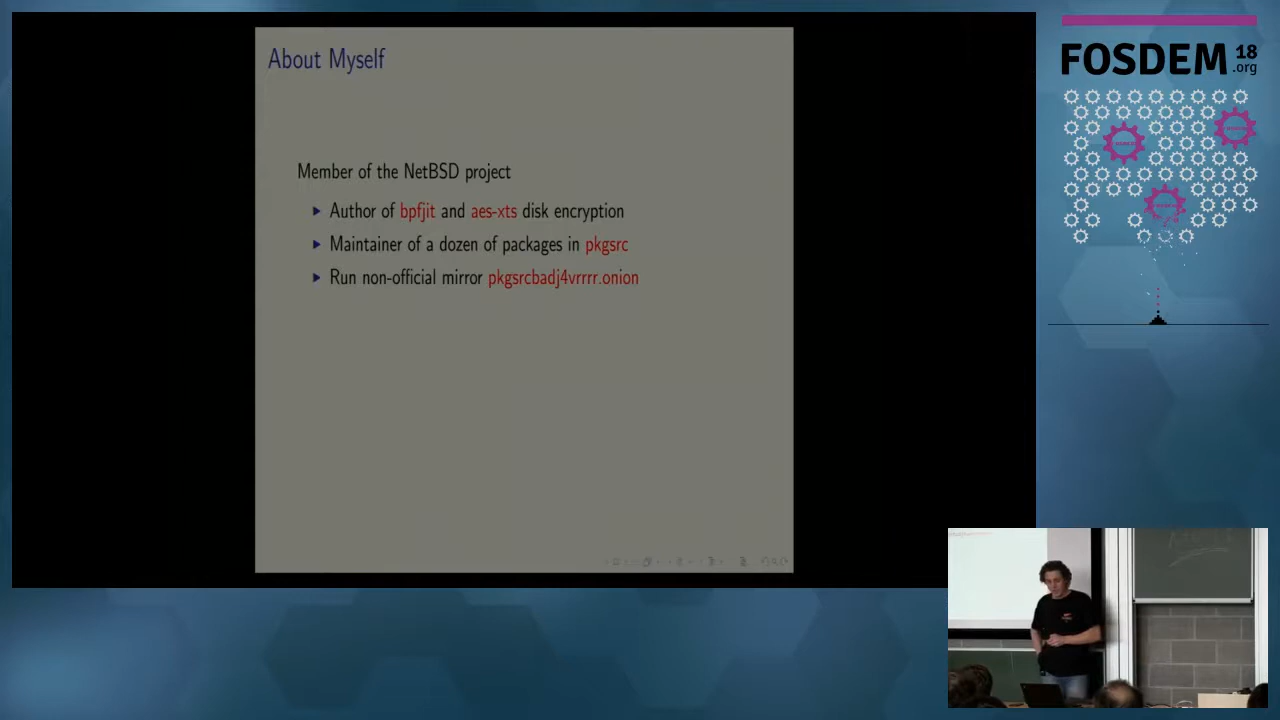 About Myself
Member of the NetBSD project
Author of bpfjit and aes-xts disk encryption
Maintainer of a dozen of packages in pkgsrc
Run non-official mirror pkgsrcbadj4vrrrr.onion
FOSDEM 18
.org